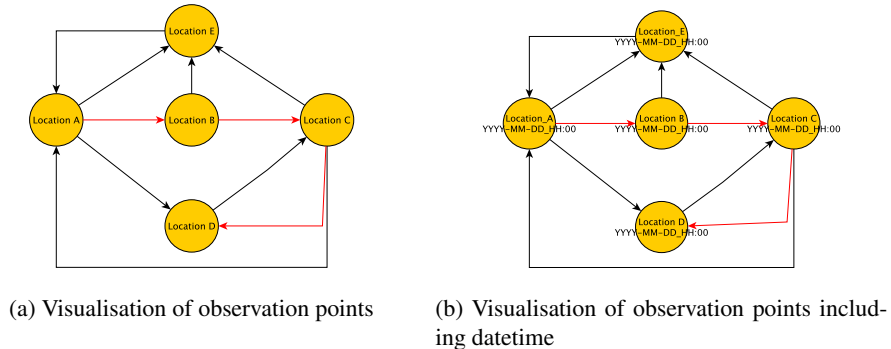 Location E
Location A
Location B
Location C
Location D
(a) Visualisation of observation points
Location_E
YYYY-MM-DD_HH:00
Location_A
YYYY-MM-DD_HH:00
Location B
YYYY-MM-DD_HH:00
Location C
YYYY-MM-DD_HH:00
Location D
YYYY-MM-DD_HH:00
(b) Visualisation of observation points includ-
ing datetime